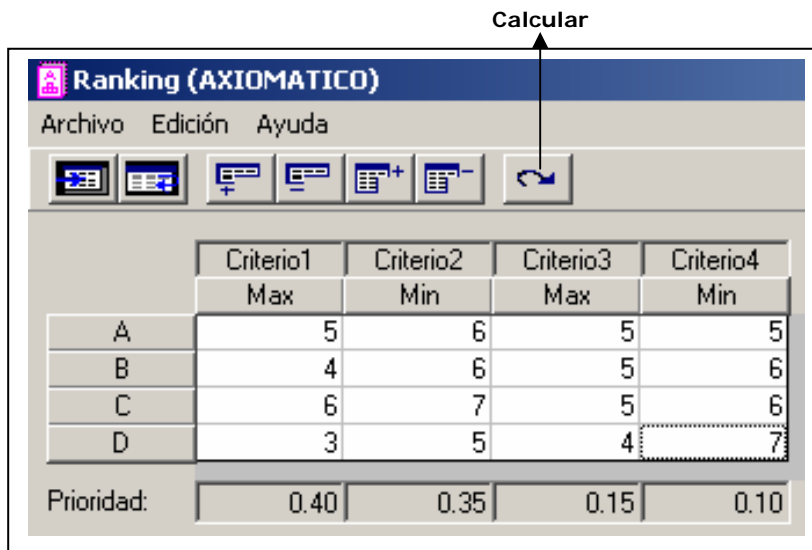 Calcular
Ranking (AXIOMATICO)
Archivo Edición Ayuda
Criterio1 Criterio2 Criterio3 Criterio4
Max Min Max Min
A 5 6 5 5
B 4 6 5 6
C 6 7 5 6
D 3 5 4 7
Prioridad: 0.40 0.35 0.15 0.10